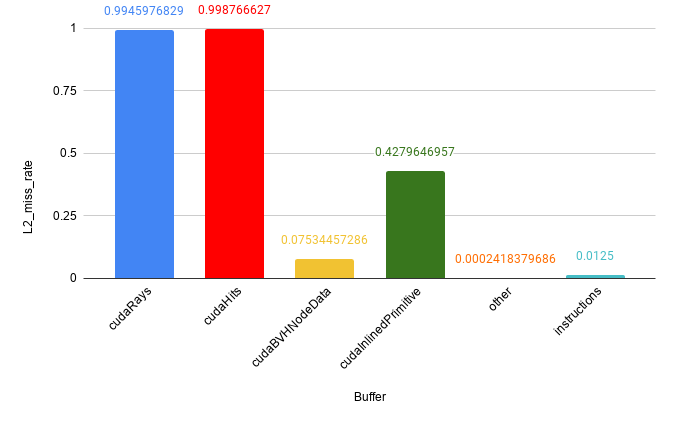 0.9945976829
0.998766627
1
0.75
0.5
0.4279646957
0.25
0.07534457286
0.0002418379686
0.0125
0
L2_miss_rate
cudaRays
cudaHits
cudaBVHNodeData
cudaInlinedPrimitive
other
instructions
Buffer